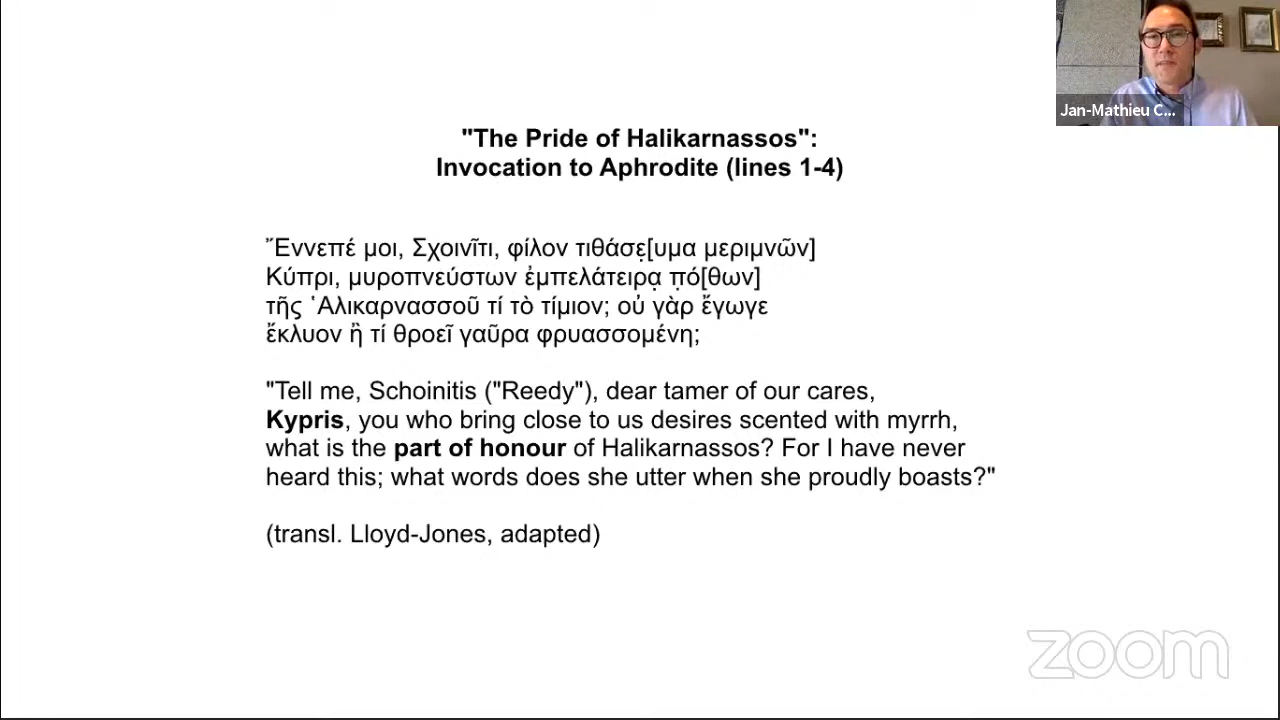 Jan-Mathieu C...
"The Pride of Halikarnassos":
Invocation to Aphrodite (lines 1-4)
Ἔννεπέ μοι, Σχοινῖτι, φίλον τιθάσε̣[υμα μεριμνῶν]
Κύπρι, μυροπνεύστων ἐμπελάτειρα̣ π̣ό[θων]
τῆς Ἁλικαρνασσοῦ τί τὸ τίμιον; οὐ γὰρ ἔγωγε
ἔκλυον ἢ τί θροεῖ γαῦρα φρυασσομένη;
"Tell me, Schoinitis ("Reedy"), dear tamer of our cares,
Kypris, you who bring close to us desires scented with myrrh,
what is the part of honour of Halikarnassos? For I have never
heard this; what words does she utter when she proudly boasts?"
(transl. Lloyd-Jones, adapted)
zoom